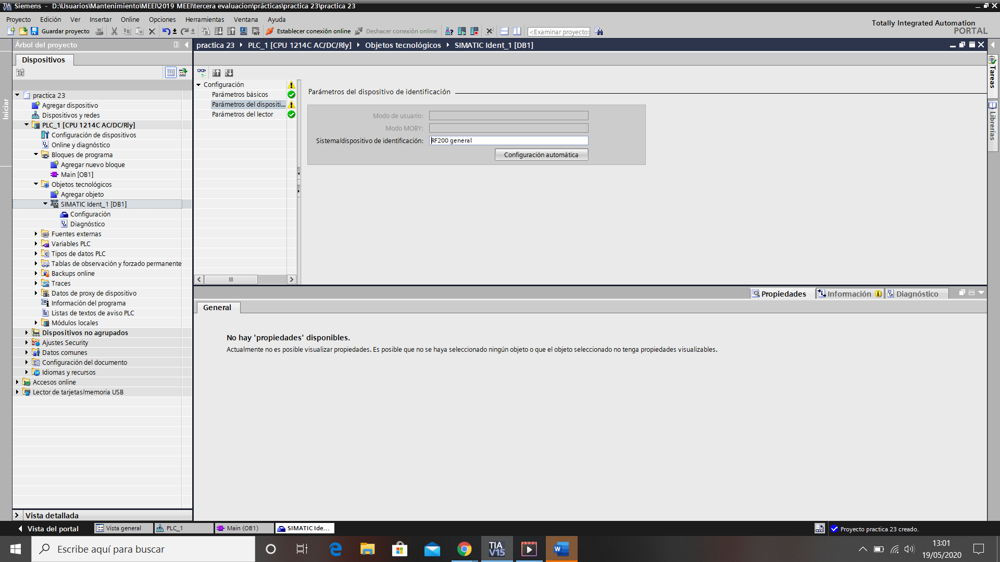 Siemens - D:\Usuarios\Mantenimiento\MEEI\2019 MEEI\tercera evaluacion\prácticas\practica 23\practica 23
Proyecto Edición Ver Insertar Online Opciones Herramientas Ventana Ayuda
Guardar proyecto
Establecer conexión online
Deshacer conexión online
<Examinar proyecto>
Totally Integrated Automation
PORTAL
Árbol del proyecto
practica 23 PLC_1 [CPU 1214C AC/DC/Rly] Objetos tecnológicos SIMATIC Ident_1 [DB1]
Dispositivos
Iniciar
practica 23
Agregar dispositivo
Dispositivos y redes
PLC_1 [CPU 1214C AC/DC/Rly]
Configuración de dispositivos
Online y diagnóstico
Bloques de programa
Agregar nuevo bloque
Main [OB1]
Objetos tecnológicos
Agregar objeto
SIMATIC Ident_1 [DB1]
Configuración
Diagnóstico
Fuentes externas
Variables PLC
Tipos de datos PLC
Tablas de observación y forzado permanente
Backups online
Traces
Datos de proxy de dispositivo
Información del programa
Listas de textos de aviso PLC
Módulos locales
Dispositivos no agrupados
Ajustes Security
Datos comunes
Configuración del documento
Idiomas y recursos
Accesos online
Lector de tarjetas/memoria USB
Vista detallada
Configuración
Parámetros básicos
Parámetros del dispositi...
Parámetros del lector
Parámetros del dispositivo de identificación
Modo de usuario:
Modo MOBY:
Sistema/dispositivo de identificación: RF200 general
Configuración automática
Tareas
Librerías
Propiedades Información Diagnóstico
General
No hay 'propiedades' disponibles.
Actualmente no es posible visualizar propiedades. Es posible que no se haya seleccionado ningún objeto o que el objeto seleccionado no tenga propiedades visualizables.
Vista del portal
Vista general
PLC_1
Main (OB1)
SIMATIC Ide...
Proyecto practica 23 creado.
Escribe aquí para buscar
TIA
V15
13:01
19/05/2020